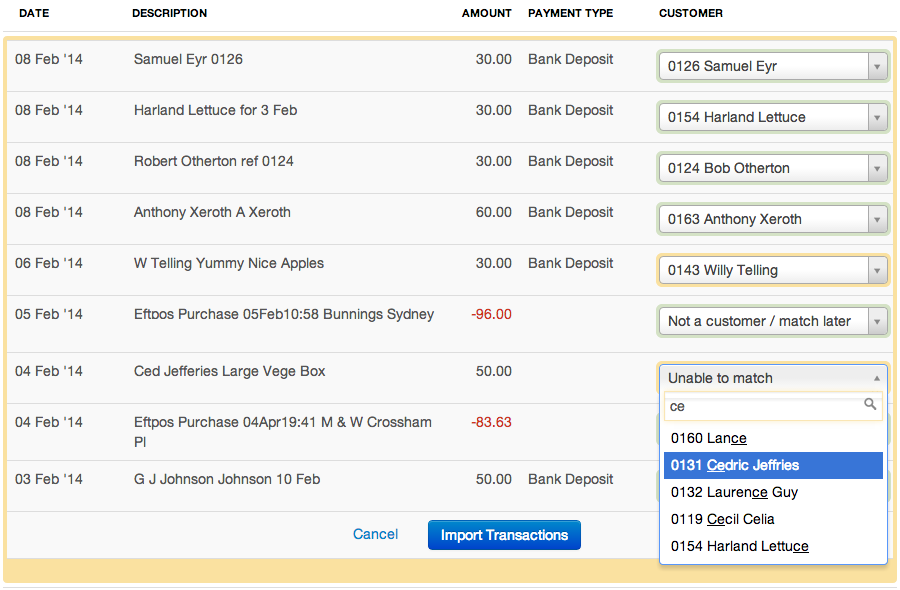 DATE DESCRIPTION AMOUNT PAYMENT TYPE CUSTOMER
08 Feb '14 Samuel Eyr 0126 30.00 Bank Deposit 0126 Samuel Eyr
08 Feb '14 Harland Lettuce for 3 Feb 30.00 Bank Deposit 0154 Harland Lettuce
08 Feb '14 Robert Otherton ref 0124 30.00 Bank Deposit 0124 Bob Otherton
08 Feb '14 Anthony Xeroth A Xeroth 60.00 Bank Deposit 0163 Anthony Xeroth
06 Feb '14 W Telling Yummy Nice Apples 30.00 Bank Deposit 0143 Willy Telling
05 Feb '14 Eftpos Purchase 05Feb10:58 Bunnings Sydney -96.00 Not a customer / match later
04 Feb '14 Ced Jefferies Large Vege Box 50.00 Unable to match
ce
04 Feb '14 Eftpos Purchase 04Apr19:41 M & W Crossham -83.63
Pl
0160 Lance
0131 Cedric Jeffries
03 Feb '14 G J Johnson Johnson 10 Feb 50.00 Bank Deposit
0132 Laurence Guy
0119 Cecil Celia
Cancel Import Transactions
0154 Harland Lettuce